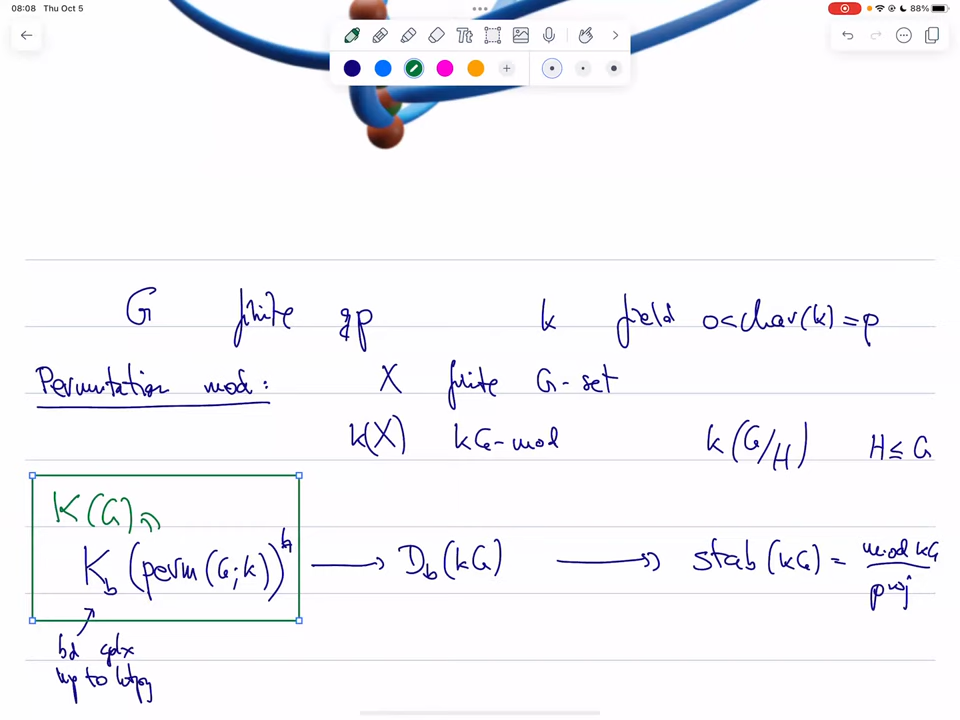 08:08 Thu Oct 5
88%
Tt
G finite gp k field 0<char(k)=p
Permutation mod: X finite G-set
k(X) kG-mod k(G/H) H≤G
K(G)
K_b(perm(G;k))^♮ ⟶ D_b(kG) ⟶ stab(kG) = mod kG / proj
bd cplx
up to htpy